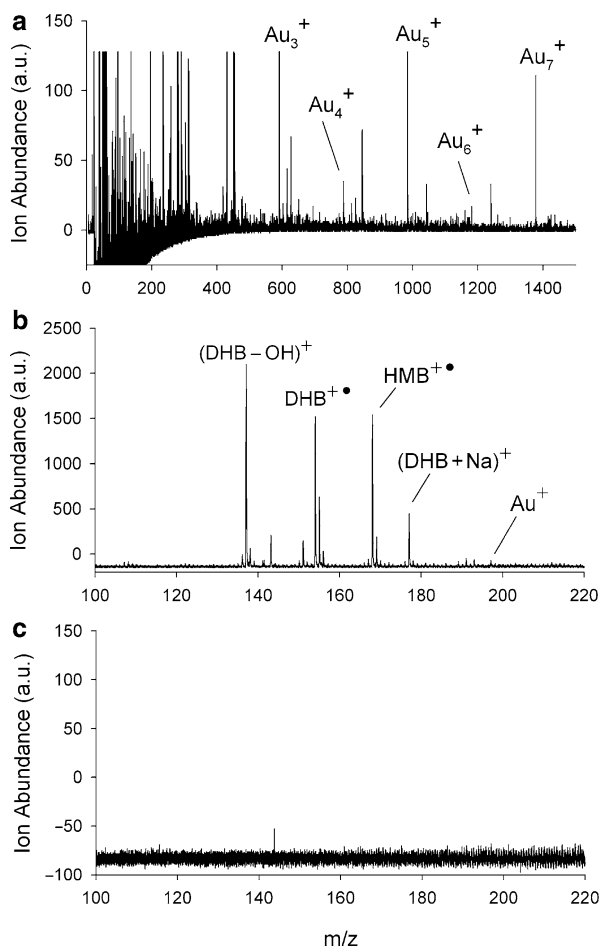 a
Ion Abundance (a.u.)
150
100
50
0
Au₃⁺
Au₄⁺
Au₅⁺
Au₆⁺
Au₇⁺
0 200 400 600 800 1000 1200 1400
b
Ion Abundance (a.u.)
2500
2000
1500
1000
500
0
(DHB – OH)⁺
DHB⁺•
HMB⁺•
(DHB + Na)⁺
Au⁺
100 120 140 160 180 200 220
c
Ion Abundance (a.u.)
150
100
50
0
−50
−100
100 120 140 160 180 200 220
m/z